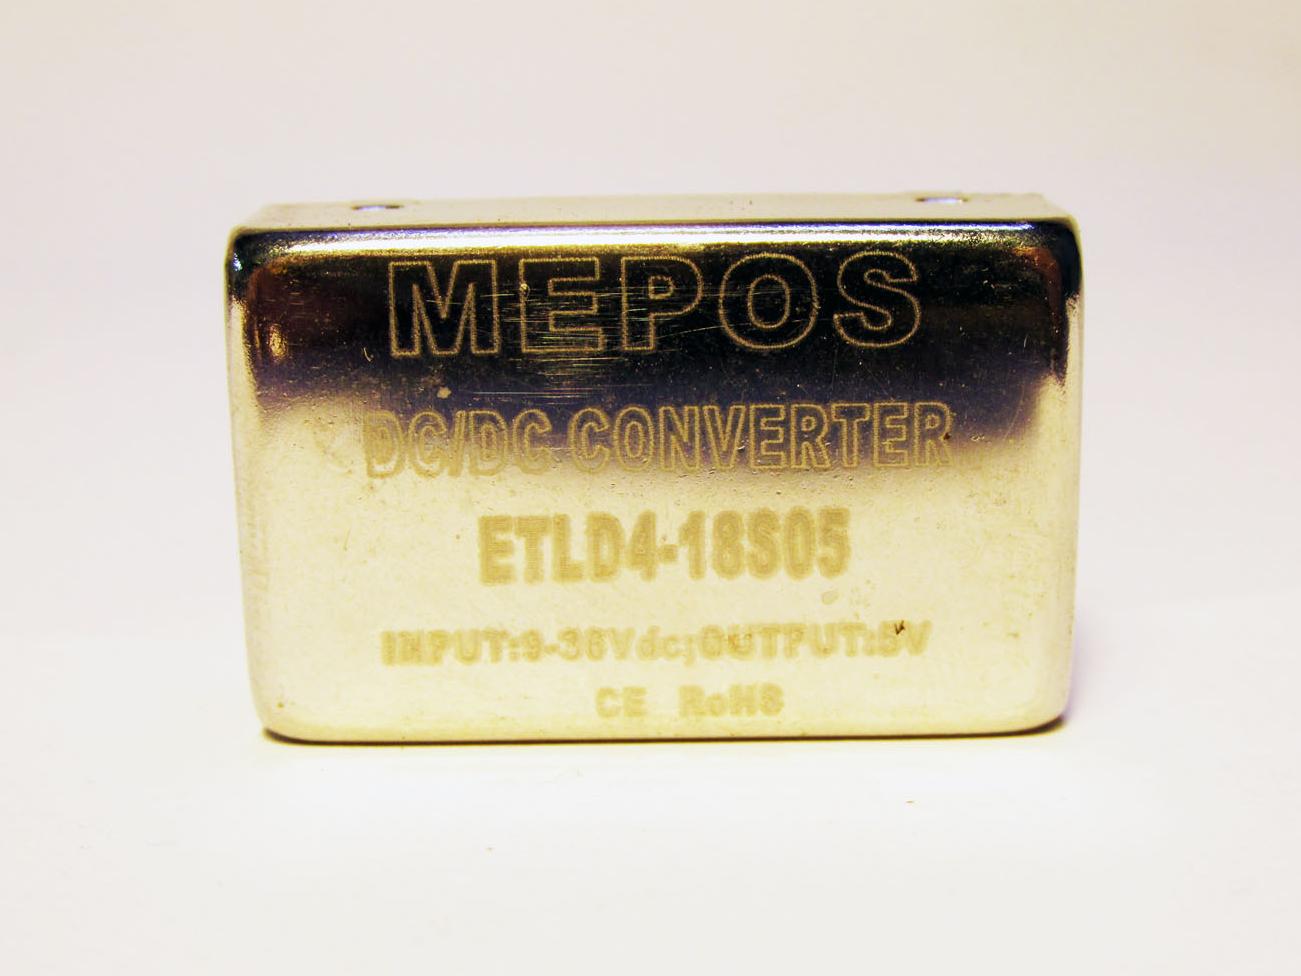 MEPOS
DC/DC CONVERTER
ETLD4-18S05
INPUT:9-36Vdc;OUTPUT:5V
CE RoHS